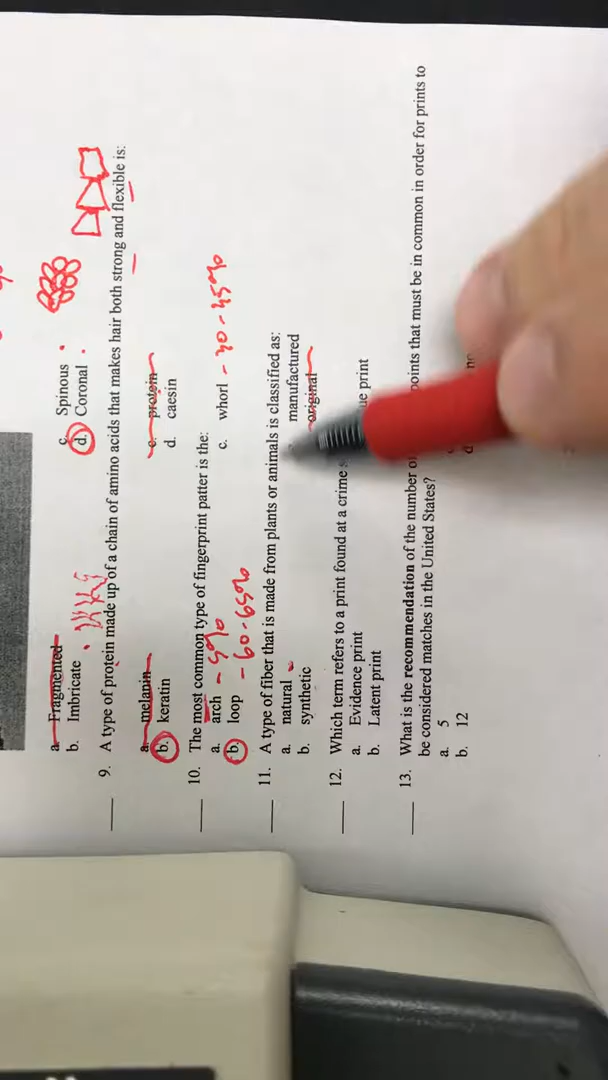 a. Fragmented
b. Imbricate
c. Spinous
d. Coronal
9. A type of protein made up of a chain of amino acids that makes hair both strong and flexible is:
a. melanin
b. keratin
c. protein
d. caesin
10. The most common type of fingerprint patter is the:
a. arch - 5%
b. loop - 60-65%
c. whorl - 30-35%
11. A type of fiber that is made from plants or animals is classified as:
a. natural
b. synthetic
manufactured
original
12. Which term refers to a print found at a crime
a. Evidence print
b. Latent print
print
13. What is the recommendation of the number of points that must be in common in order for prints to
be considered matches in the United States?
a. 5
b. 12
d.